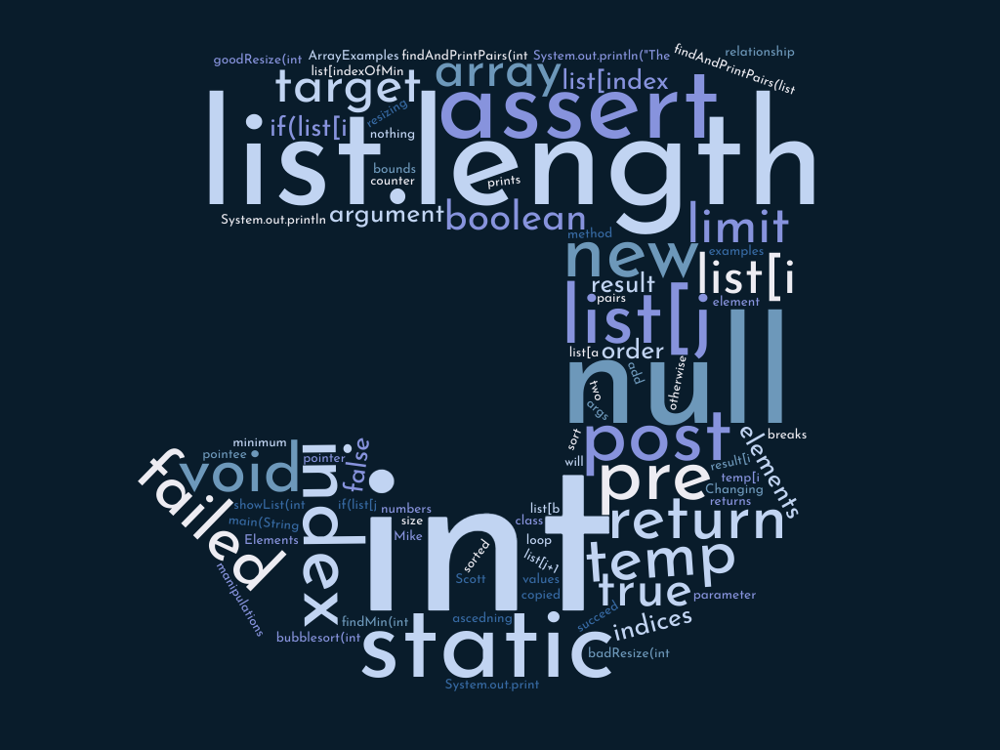 goodResize(int
ArrayExamples
findAndPrintPairs(int
System.out.println("The
findAndPrintPairs(list
relationship
list[indexOfMin
target
array
list[index
assert
resizing
if(list[i
nothing
list.length
bounds
counter
prints
System.out.println
argument
boolean
limit
method
new
examples
list[i
result
pairs
element
list[j
list[a
order
null
add
two
args
otherwise
sort
post
elements
breaks
will
pre
result[i
temp[i
Changing
returns
return
minimum
pointee
void
failed
index
pointer
false
showList(int
if(list[j
numbers
main(String
size
Elements
Mike
int
list[b
class
loop
list[j+1
sorted
Scott
values
copied
temp
true
parameter
manipulations
findMin(int
bubblesort(int
ascedning
succeed
indices
static
badResize(int
System.out.print